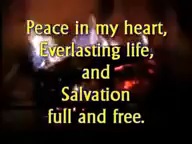 Peace in my heart,
Everlasting life,
and
Salvation
full and free.